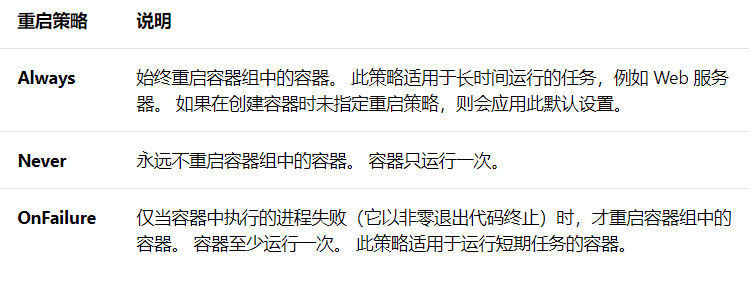 重启策略 说明
Always 始终重启容器组中的容器。 此策略适用于长时间运行的任务，例如 Web 服务
器。 如果在创建容器时未指定重启策略，则会应用此默认设置。
Never 永远不重启容器组中的容器。 容器只运行一次。
OnFailure 仅当容器中执行的进程失败（它以非零退出代码终止）时，才重启容器组中的
容器。 容器至少运行一次。 此策略适用于运行短期任务的容器。